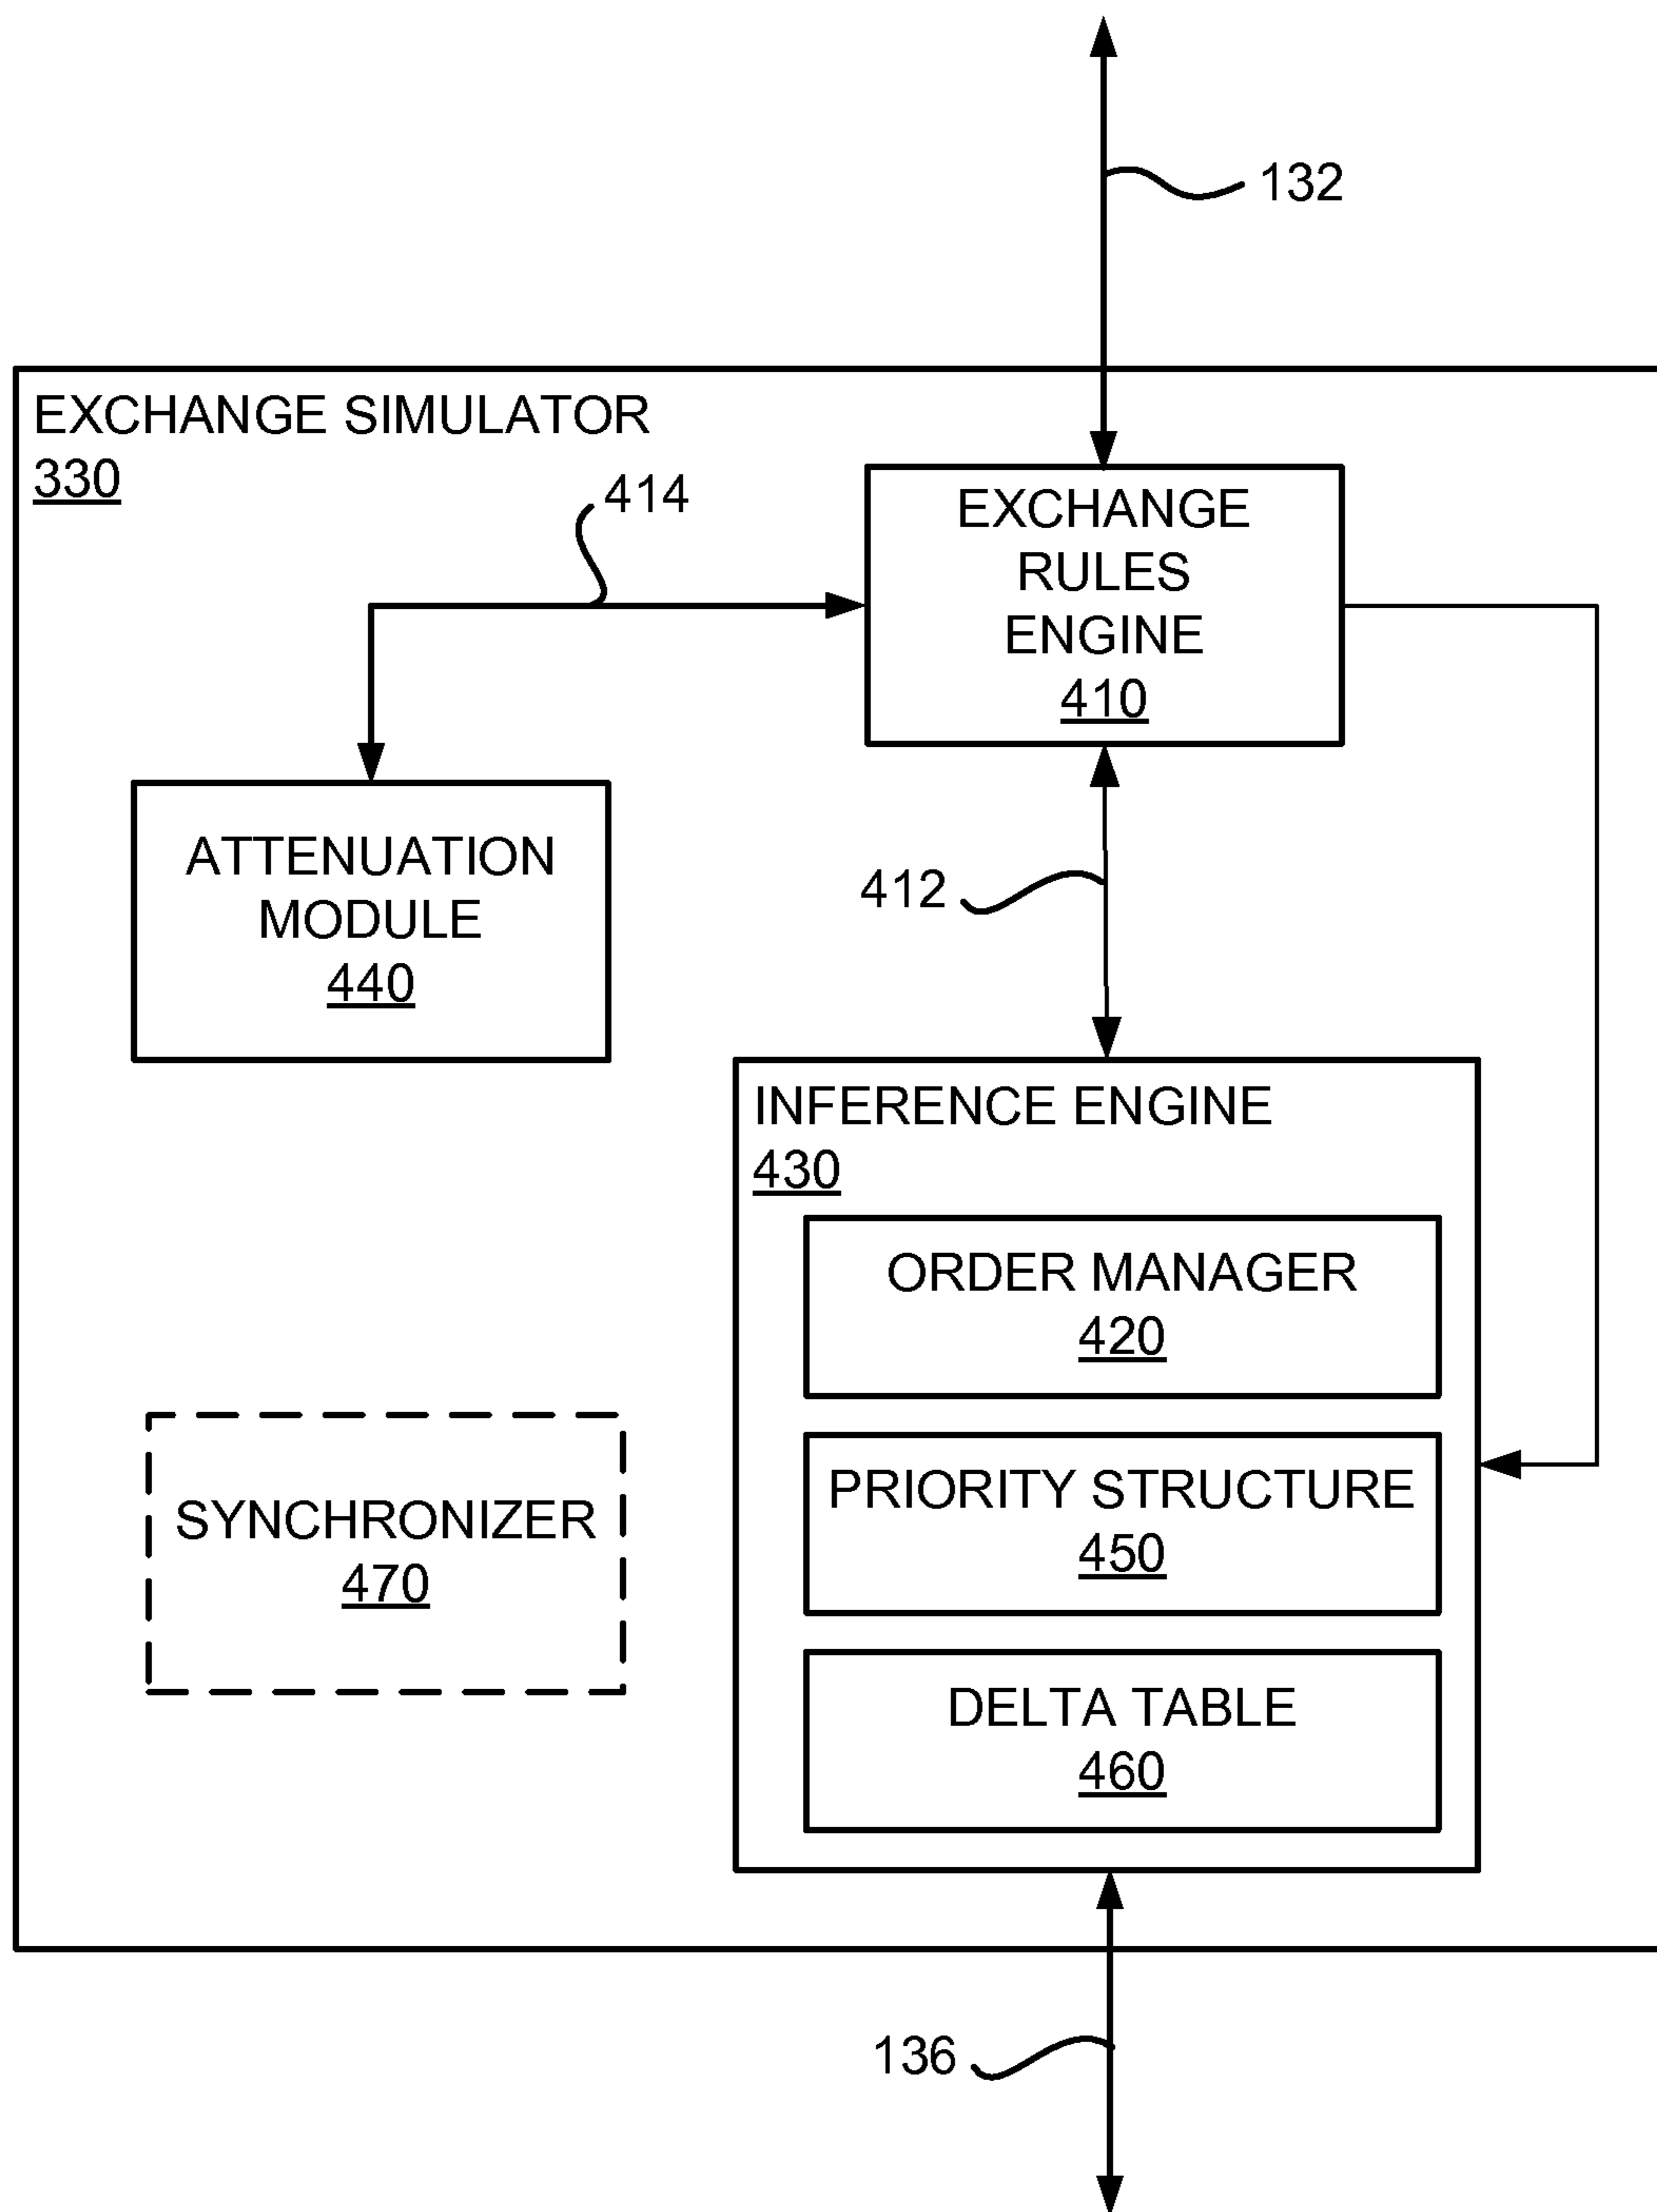 132
EXCHANGE SIMULATOR
330
414
EXCHANGE
RULES
ENGINE
410
ATTENUATION
MODULE
440
412
INFERENCE ENGINE
430
ORDER MANAGER
420
PRIORITY STRUCTURE
450
SYNCHRONIZER
470
DELTA TABLE
460
136